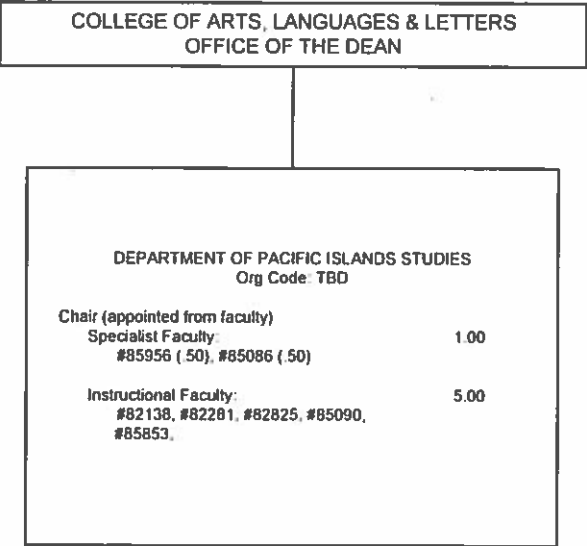 COLLEGE OF ARTS, LANGUAGES & LETTERS
OFFICE OF THE DEAN
DEPARTMENT OF PACIFIC ISLANDS STUDIES
Org Code: TBD
Chair (appointed from faculty)
Specialist Faculty: 1.00
#85956 (.50), #85086 (.50)
Instructional Faculty: 5.00
#82138, #82281, #82825, #85090,
#85853,